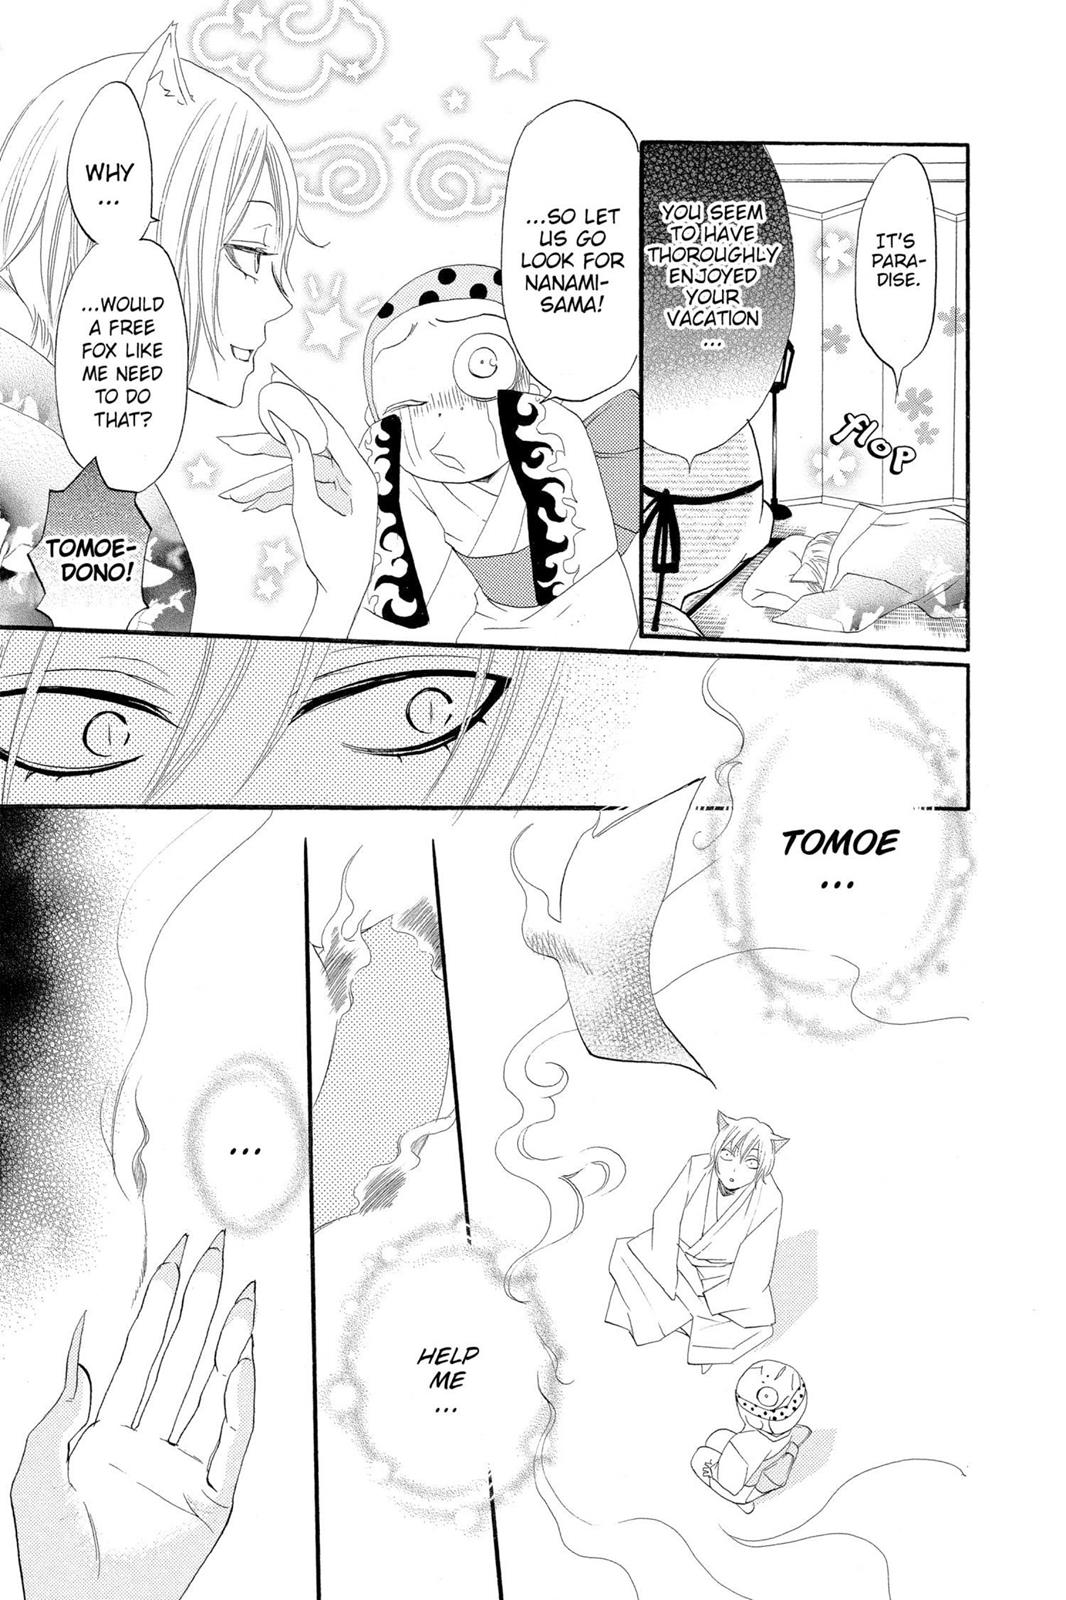 IT'S
PARA-
DISE.
YOU SEEM
TO HAVE
THOROUGHLY
ENJOYED
YOUR
VACATION
...
flop
...SO LET
US GO
LOOK FOR
NANAMI-
SAMA!
WHY
...
...WOULD
A FREE
FOX LIKE
ME NEED
TO DO
THAT?
TOMOE-
DONO!
TOMOE
...
HELP
ME
...
...